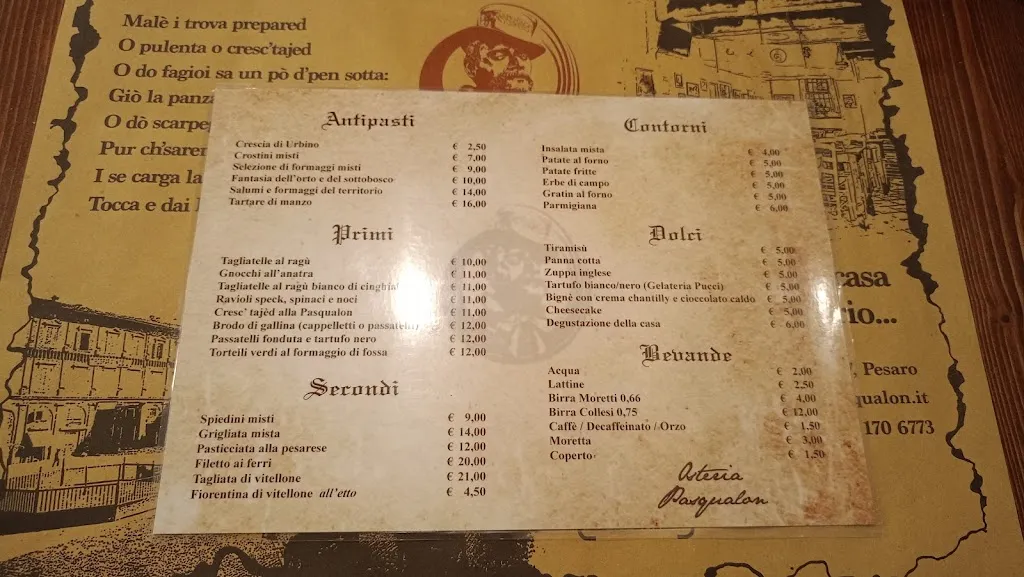 Malè i trova prepared
O pulenta o cresc'tajed
O do fagioi sa un pò d'pen sotta:
Giò la panza
O dò scarpe
Pur ch'sarem
I se carga la
Tocca e dai
Antipasti
Crescia di Urbino € 2,50
Crostini misti € 7,00
Selezione di formaggi misti € 9,00
Fantasia dell'orto e del sottobosco € 10,00
Salumi e formaggi del territorio € 14,00
Tartare di manzo € 16,00
Primi
Tagliatelle al ragù € 10,00
Gnocchi all'anatra € 11,00
Tagliatelle al ragù bianco di cinghial € 11,00
Ravioli speck, spinaci e noci € 11,00
Cresc' tajèd alla Pasqualon € 11,00
Brodo di gallina (cappelletti o passatelli) € 12,00
Passatelli fonduta e tartufo nero € 12,00
Torteili verdi al formaggio di fossa € 12,00
Secondi
Spiedini misti € 9,00
Grigliata mista € 14,00
Pasticciata alla pesarese € 12,00
Filetto ai ferri € 20,00
Tagliata di vitellone € 21,00
Fiorentina di vitellone all'etto € 4,50
Contorni
Insalata mista € 4,00
Patate al forno € 5,00
Patate fritte € 5,00
Erbe di campo € 5,00
Gratin al forno € 5,00
Parmigiana € 6,00
Dolci
Tiramisù € 5,00
Panna cotta € 5,00
Zuppa inglese € 5,00
Tartufo bianco/nero (Gelateria Pucci) € 5,00
Bignè con crema chantilly e cioccolato caldo € 5,00
Cheesecake € 5,00
Degustazione della casa € 6,00
Bevande
Acqua € 2,00
Lattine € 2,50
Birra Moretti 0,66 € 4,00
Birra Collesi 0,75 € 12,00
Caffè / Decaffeinato / Orzo € 1,50
Moretta € 3,00
Coperto € 1,50
Osteria
Pasqualon
casa
rio...
, Pesaro
qualon.it
170 6773